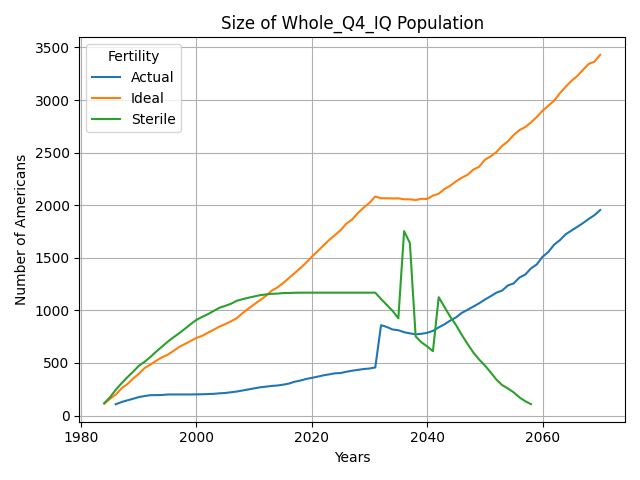 Size of Whole_Q4_IQ Population
Fertility
Actual
Ideal
Sterile
3500
3000
2500
2000
1500
1000
500
0
Number of Americans
1980
2000
2020
2040
2060
Years